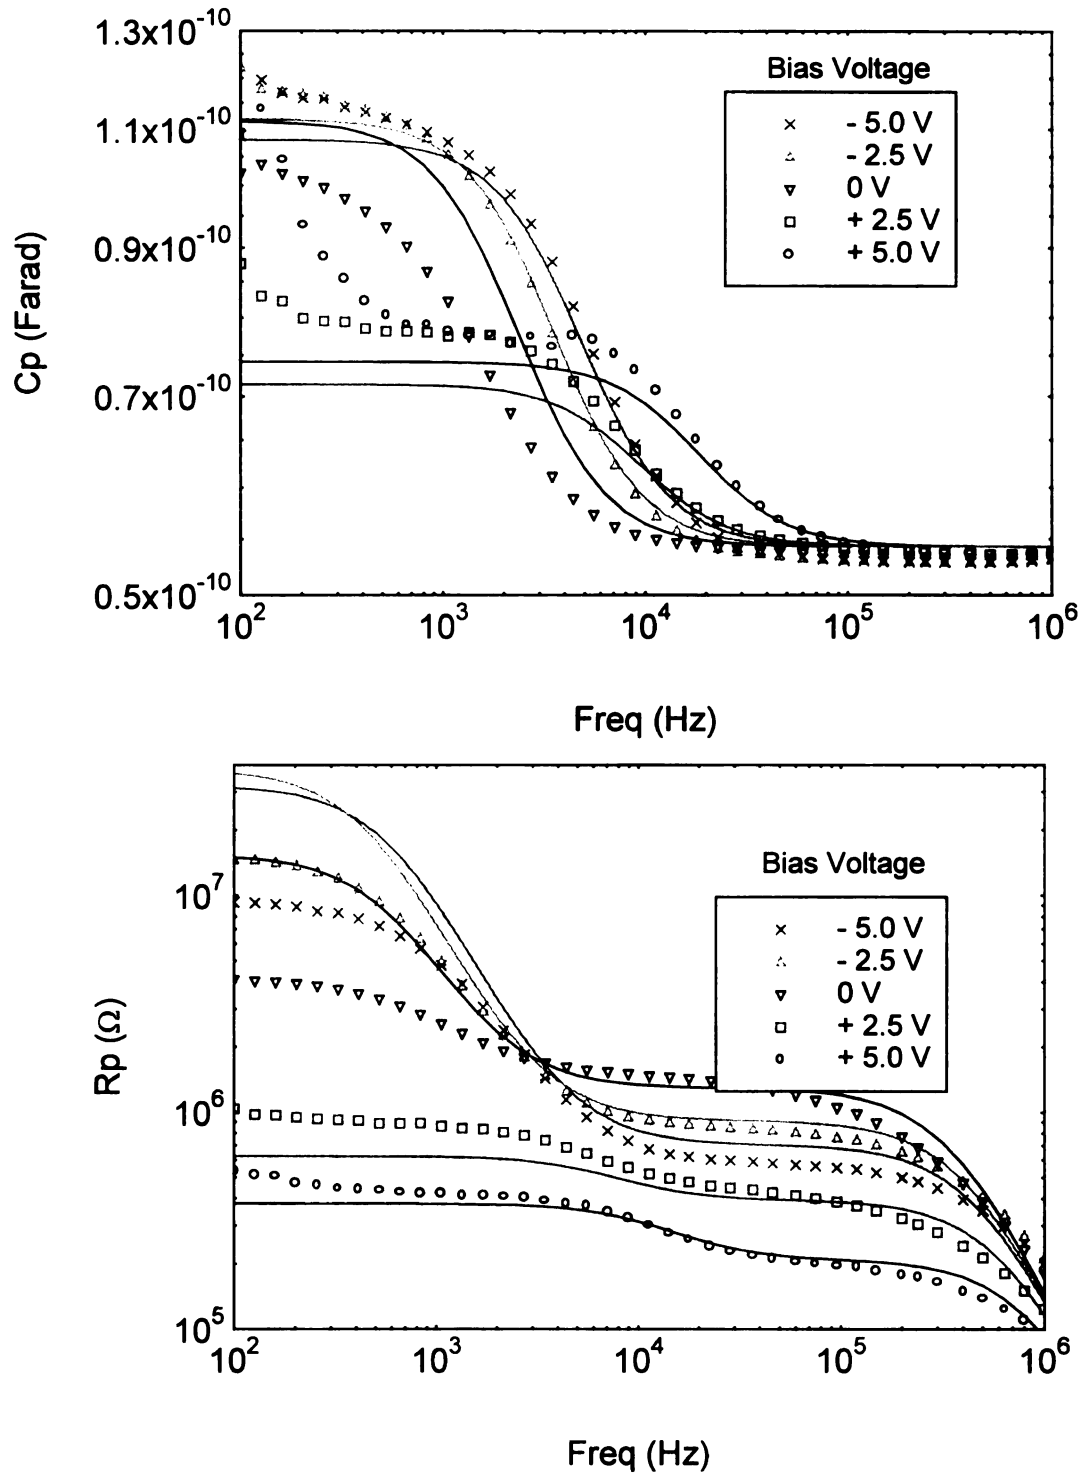 1.3x10⁻¹⁰
1.1x10⁻¹⁰
0.9x10⁻¹⁰
0.7x10⁻¹⁰
0.5x10⁻¹⁰
Cp (Farad)
Bias Voltage
- 5.0 V
- 2.5 V
0 V
+ 2.5 V
+ 5.0 V
10² 10³ 10⁴ 10⁵ 10⁶
Freq (Hz)
10⁷
10⁶
10⁵
Rp (Ω)
Bias Voltage
- 5.0 V
- 2.5 V
0 V
+ 2.5 V
+ 5.0 V
10² 10³ 10⁴ 10⁵ 10⁶
Freq (Hz)